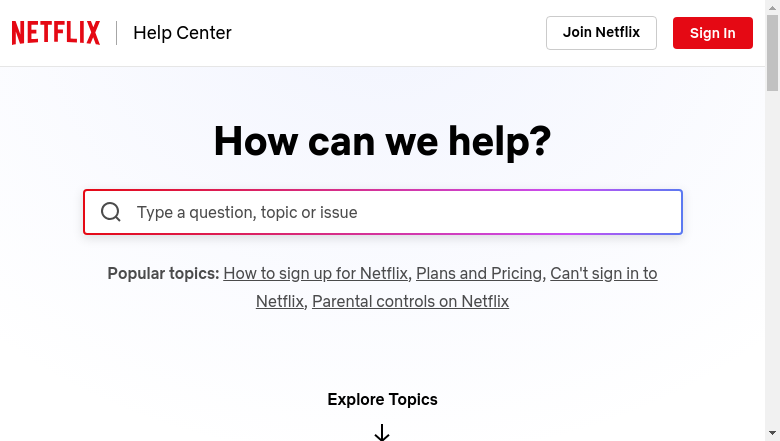 NETFLIX Help Center Join Netflix Sign In
How can we help?
Type a question, topic or issue
Popular topics: How to sign up for Netflix, Plans and Pricing, Can't sign in to
Netflix, Parental controls on Netflix
Explore Topics